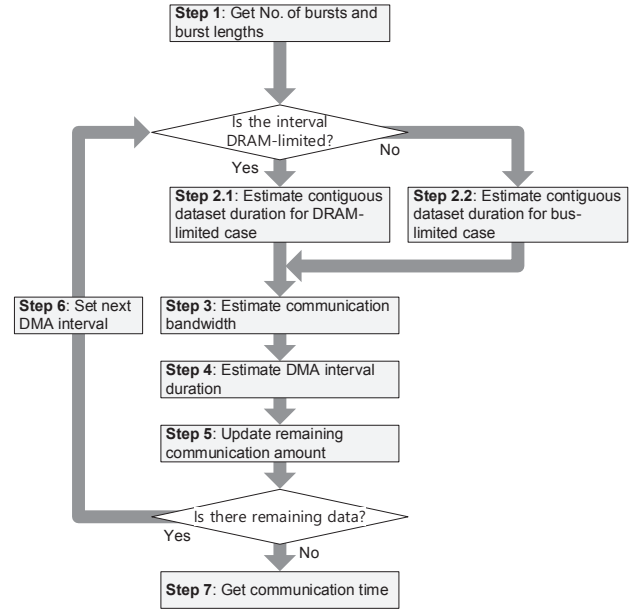 Step 1: Get No. of bursts and
burst lengths
Is the interval
DRAM-limited?
Yes
No
Step 2.1: Estimate contiguous
dataset duration for DRAM-
limited case
Step 2.2: Estimate contiguous
dataset duration for bus-
limited case
Step 6: Set next
DMA interval
Step 3: Estimate communication
bandwidth
Step 4: Estimate DMA interval
duration
Step 5: Update remaining
communication amount
Is there remaining data?
Yes
No
Step 7: Get communication time